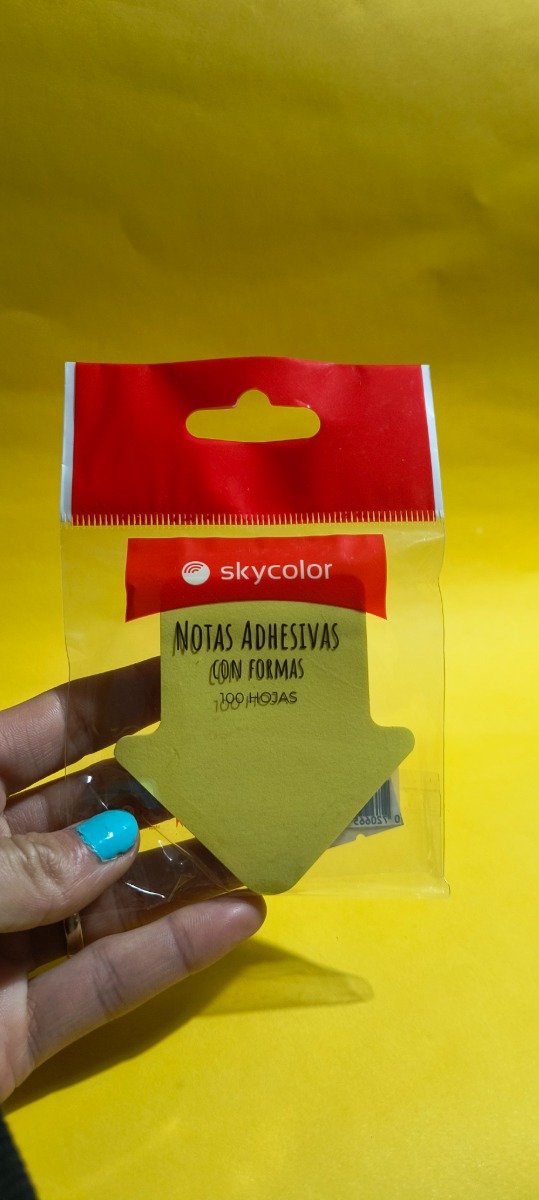 skycolor
NOTAS ADHESIVAS
CON FORMAS
100 HOJAS